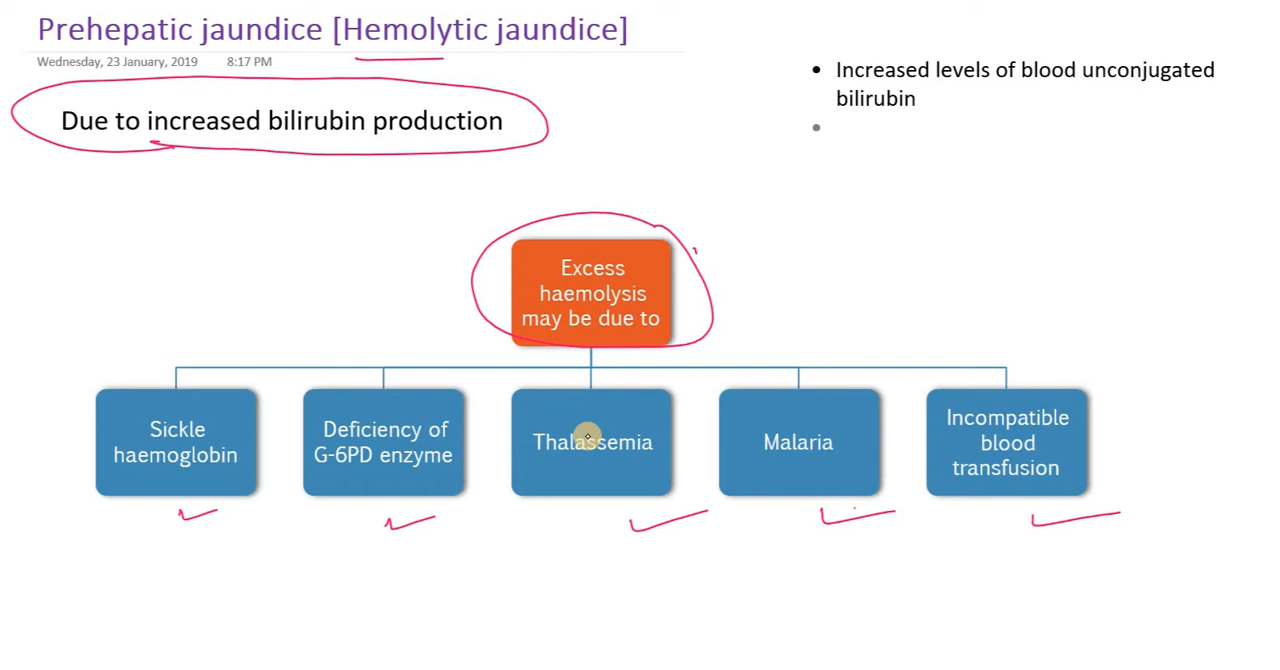 Prehepatic jaundice [Hemolytic jaundice]
Wednesday, 23 January, 2019 8:17 PM
Due to increased bilirubin production
• Increased levels of blood unconjugated
bilirubin
•
Excess
haemolysis
may be due to
Sickle
haemoglobin
Deficiency of
G-6PD enzyme
Thalassemia
Malaria
Incompatible
blood
transfusion